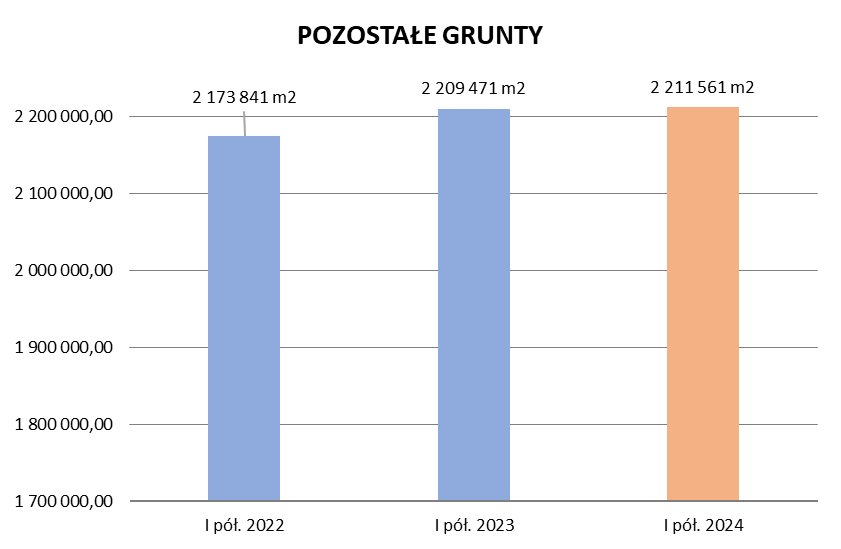 POZOSTAŁE GRUNTY
2 173 841 m2
2 209 471 m2
2 211 561 m2
2 200 000,00
2 100 000,00
2 000 000,00
1 900 000,00
1 800 000,00
1 700 000,00
I pół. 2022
I pół. 2023
I pół. 2024